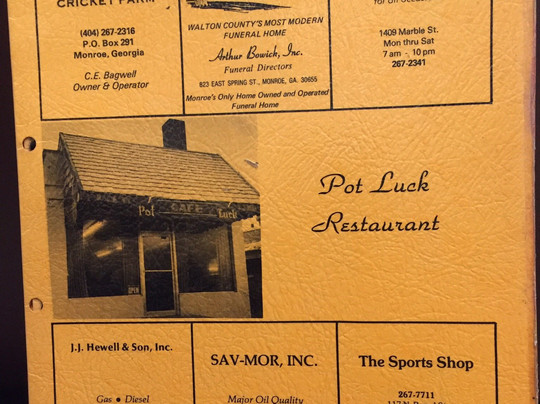 CRICKET FARM
(404) 267-2316
P.O. Box 291
Monroe, Georgia
C.E. Bagwell
Owner & Operator
WALTON COUNTY'S MOST MODERN
FUNERAL HOME
Arthur Bowick, Inc.
Funeral Directors
823 EAST SPRING ST., MONROE, GA. 30655
Monroe's Only Home Owned and Operated
Funeral Home
1409 Marble St.
Mon thru Sat
7 am - 10 pm
267-2341
Pot CAFE Luck
OPEN
Pot Luck
Restaurant
J.J. Hewell & Son, Inc.
Gas • Diesel
SAV-MOR, INC.
Major Oil Quality
The Sports Shop
267-7711